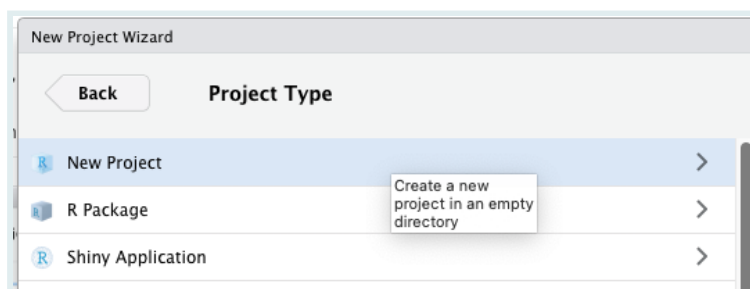 New Project Wizard
Back
Project Type
R New Project
Create a new
project in an empty
directory
R R Package
R Shiny Application